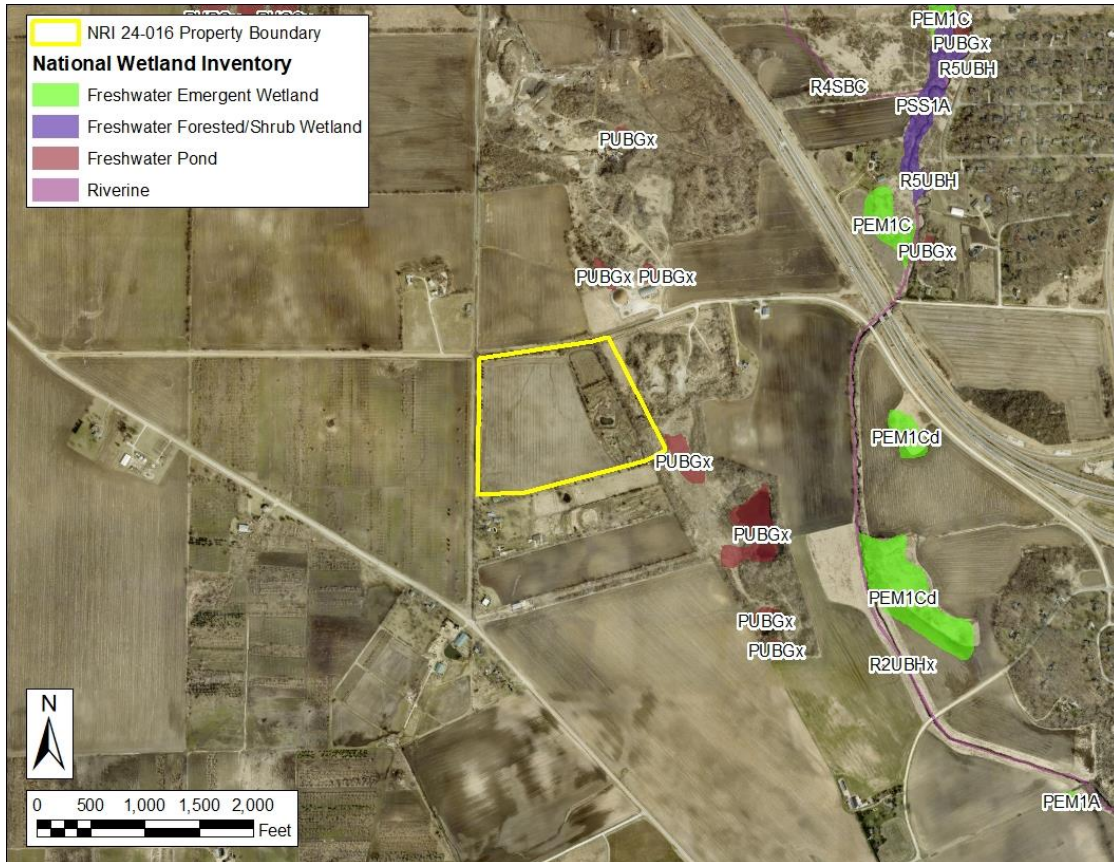 NRI 24-016 Property Boundary
National Wetland Inventory
Freshwater Emergent Wetland
Freshwater Forested/Shrub Wetland
Freshwater Pond
Riverine
PEM1C
PUBGx
R5UBH
R4SBC
PSS1A
PUBGx
R5UBH
PEM1C
PUBGx
PUBGx
PUBGx
PEM1Cd
PUBGx
PUBGx
PEM1Cd
PUBGx
PUBGx
R2UBHx
PEM1A
N
0 500 1,000 1,500 2,000
Feet